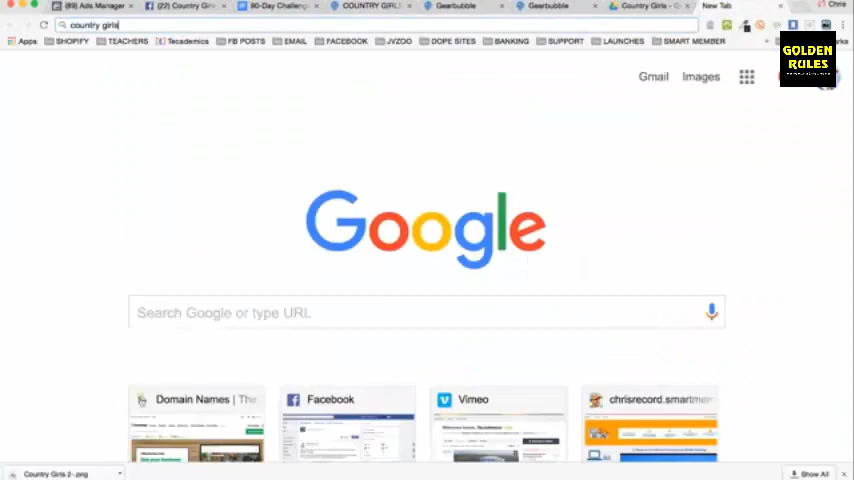 (89) Ads Manager
(22) Country Girls
90-Day Challeng
COUNTRY GIRLS
Gearbubble
Gearbubble
Country Girls - G
New Tab
Chris
country girls
Apps
SHOPIFY
TEACHERS
Tecademics
FB POSTS
EMAIL
FACEBOOK
JVZOO
DOPE SITES
BANKING
SUPPORT
LAUNCHES
SMART MEMBER
GOLDEN
RULES
Gmail
Images
Google
Search Google or type URL
Domain Names | The
Facebook
Vimeo
chrisrecord.smartmem
Country Girls 2-.png
Show All